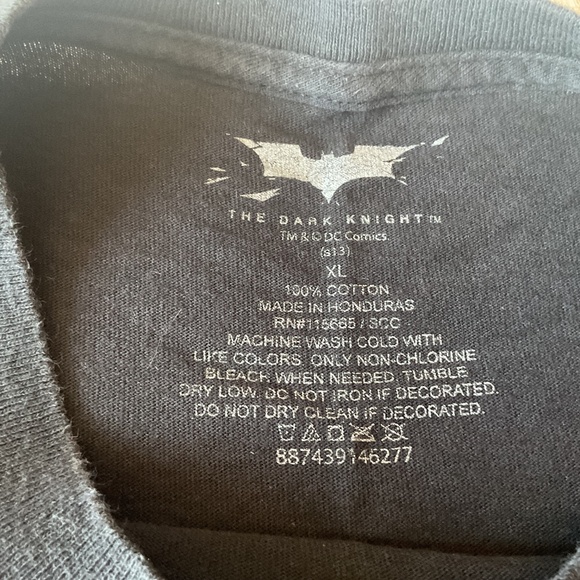 THE DARK KNIGHT™
TM & © DC Comics.
(s13)
XL
100% COTTON
MADE IN HONDURAS
RN#115665 / SCC
MACHINE WASH COLD WITH
LIKE COLORS. ONLY NON-CHLORINE
BLEACH, WHEN NEEDED. TUMBLE
DRY LOW. DO NOT IRON IF DECORATED.
DO NOT DRY CLEAN IF DECORATED.
887439146277